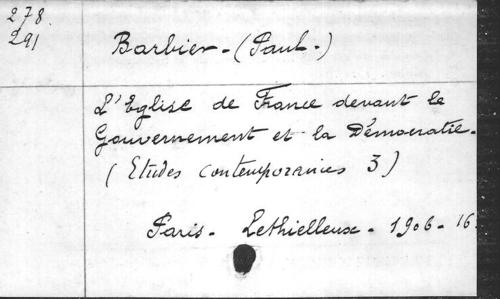 278.
291
Barbier - (Paul -)
L'Eglise de France devant le
Gouvernement et la Démocratie -
( Etudes contemporaines 3 )
Paris - Lethielleux - 1906 - 16